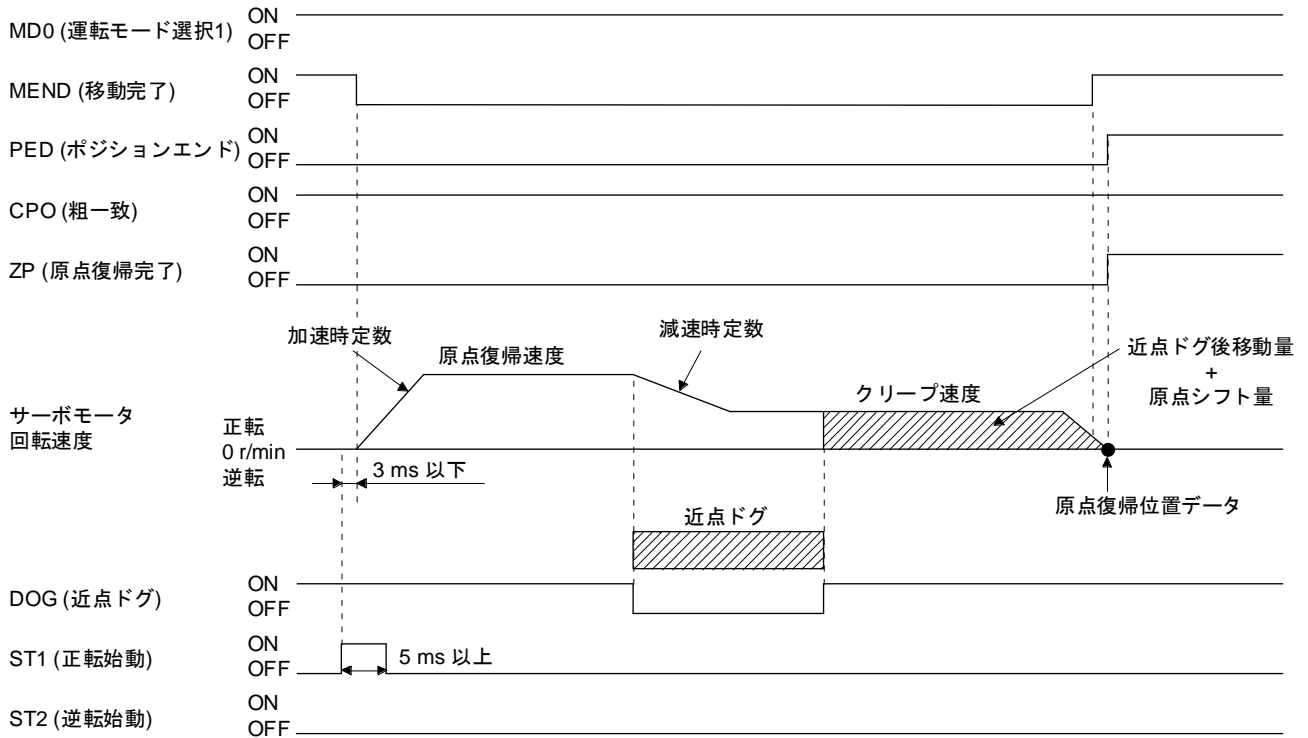 MD0 (運転モード選択1)
ON
OFF
MEND (移動完了)
ON
OFF
PED (ポジションエンド)
ON
OFF
CPO (粗一致)
ON
OFF
ZP (原点復帰完了)
ON
OFF
加速時定数
原点復帰速度
減速時定数
クリープ速度
近点ドグ後移動量
+
原点シフト量
サーボモータ
回転速度
正転
0 r/min
逆転
3 ms 以下
原点復帰位置データ
近点ドグ
DOG (近点ドグ)
ON
OFF
ST1 (正転始動)
ON
OFF
5 ms 以上
ST2 (逆転始動)
ON
OFF